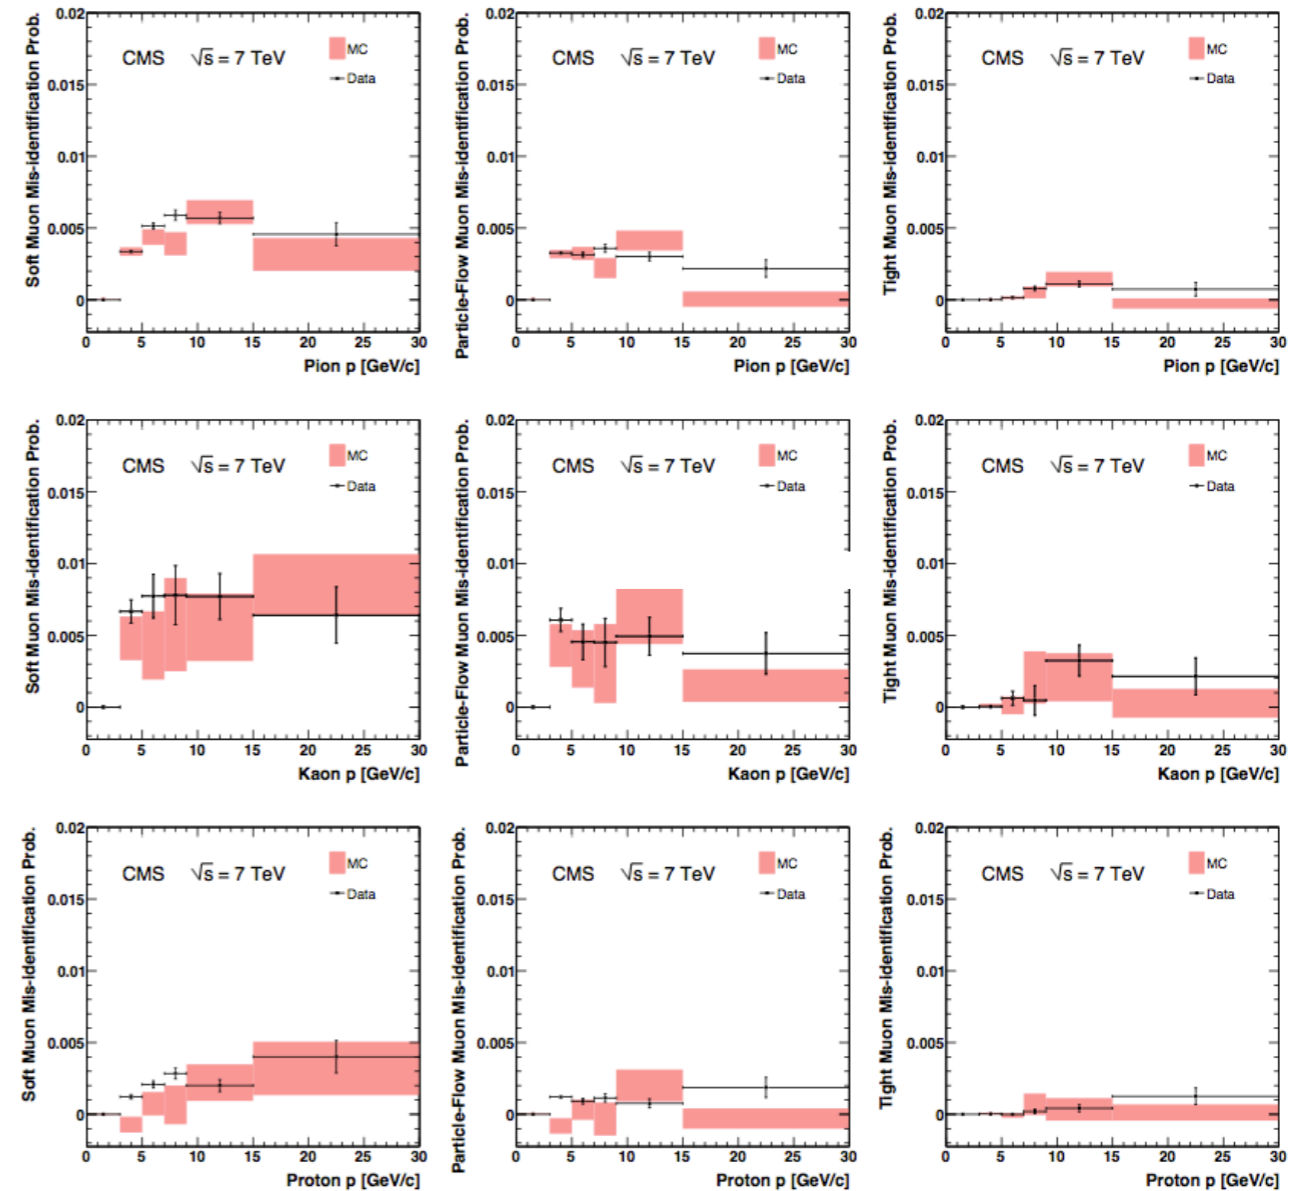 Soft Muon Mis-identification Prob.
0.02
0.015
0.01
0.005
0
CMS √s = 7 TeV
MC
Data
0 5 10 15 20 25 30
Pion p [GeV/c]
Particle-Flow Muon Mis-identification Prob.
0.02
0.015
0.01
0.005
0
CMS √s = 7 TeV
MC
Data
0 5 10 15 20 25 30
Pion p [GeV/c]
Tight Muon Mis-identification Prob.
0.02
0.015
0.01
0.005
0
CMS √s = 7 TeV
MC
Data
0 5 10 15 20 25 30
Pion p [GeV/c]
Soft Muon Mis-identification Prob.
0.02
0.015
0.01
0.005
0
CMS √s = 7 TeV
MC
Data
0 5 10 15 20 25 30
Kaon p [GeV/c]
Particle-Flow Muon Mis-identification Prob.
0.02
0.015
0.01
0.005
0
CMS √s = 7 TeV
MC
Data
0 5 10 15 20 25 30
Kaon p [GeV/c]
Tight Muon Mis-identification Prob.
0.02
0.015
0.01
0.005
0
CMS √s = 7 TeV
MC
Data
0 5 10 15 20 25 30
Kaon p [GeV/c]
Soft Muon Mis-identification Prob.
0.02
0.015
0.01
0.005
0
CMS √s = 7 TeV
MC
Data
0 5 10 15 20 25 30
Proton p [GeV/c]
Particle-Flow Muon Mis-identification Prob.
0.02
0.015
0.01
0.005
0
CMS √s = 7 TeV
MC
Data
0 5 10 15 20 25 30
Proton p [GeV/c]
Tight Muon Mis-identification Prob.
0.02
0.015
0.01
0.005
0
CMS √s = 7 TeV
MC
Data
0 5 10 15 20 25 30
Proton p [GeV/c]